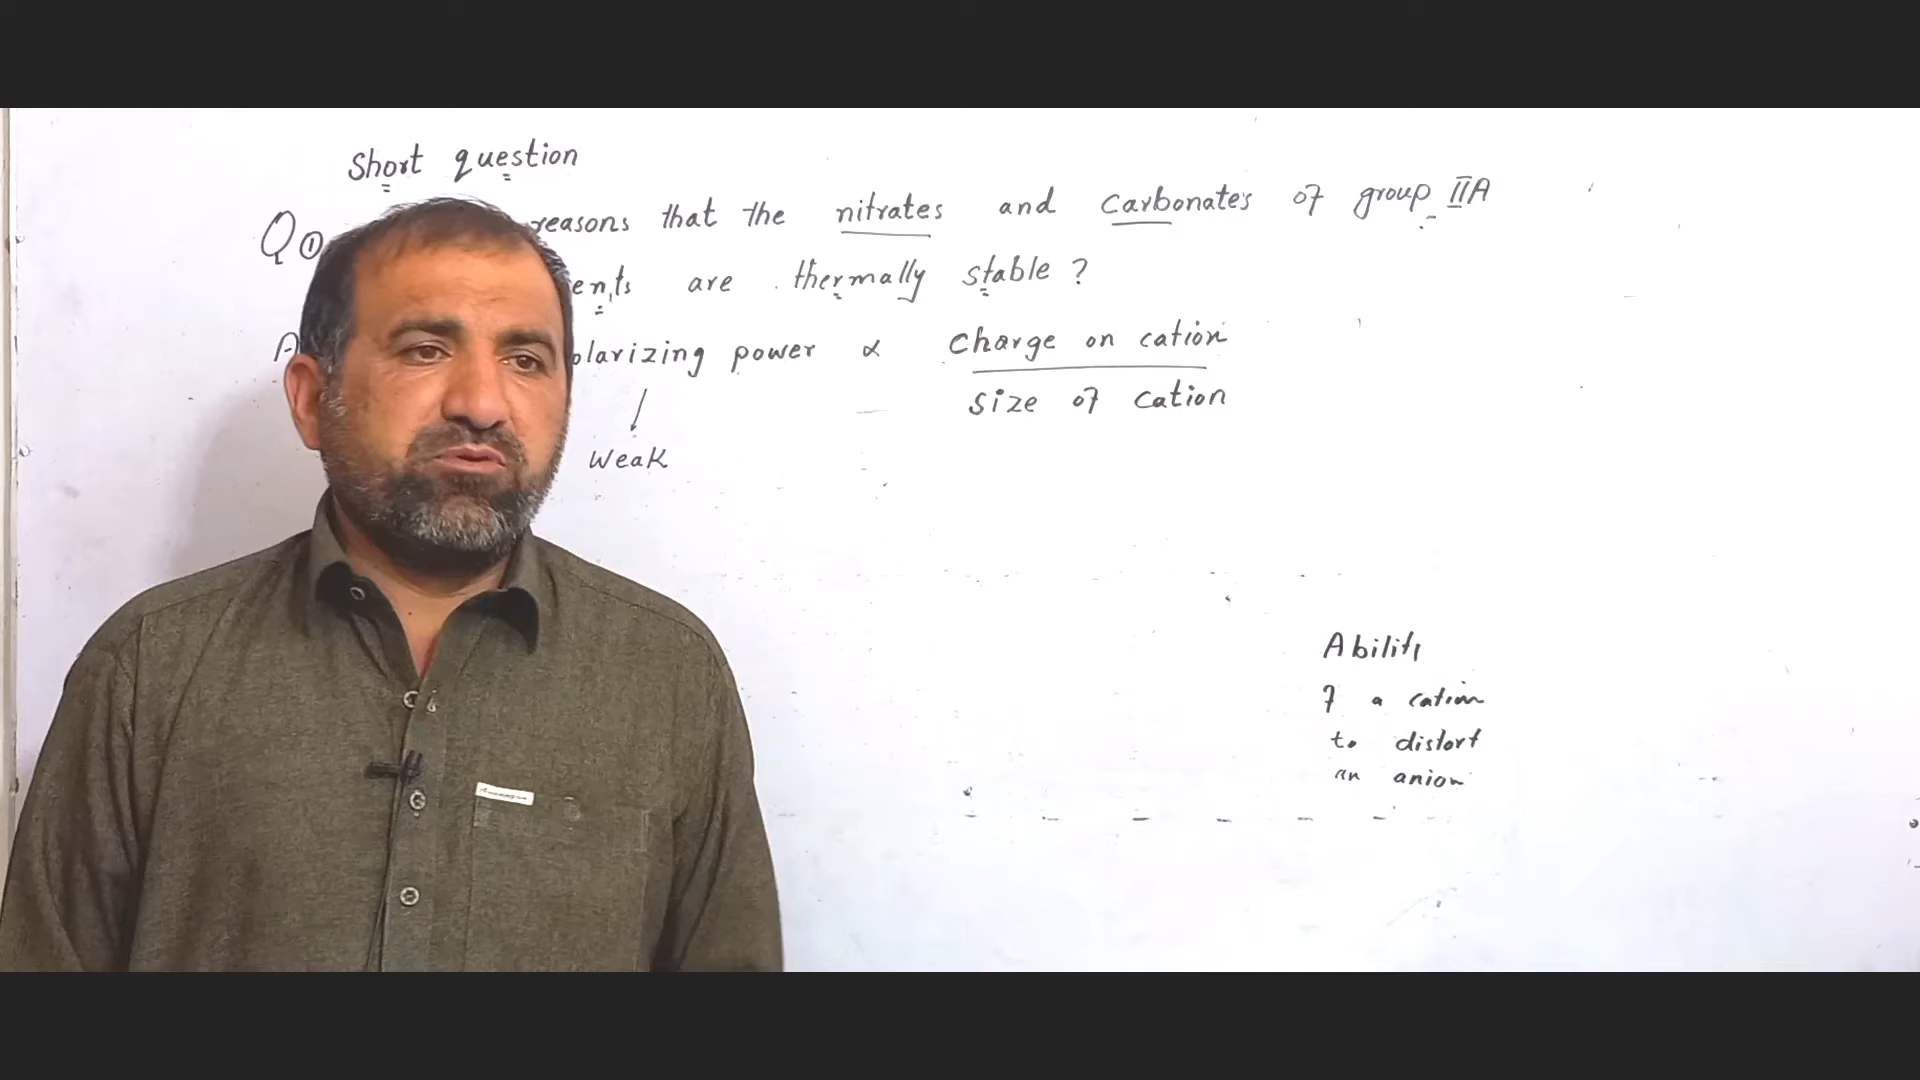 Short question
Q① reasons that the nitrates and carbonates of group IIA
ents are thermally stable ?
A olarizing power ∝ charge on cation
size of cation
Weak
Ability
of a cation
to distort
an anion